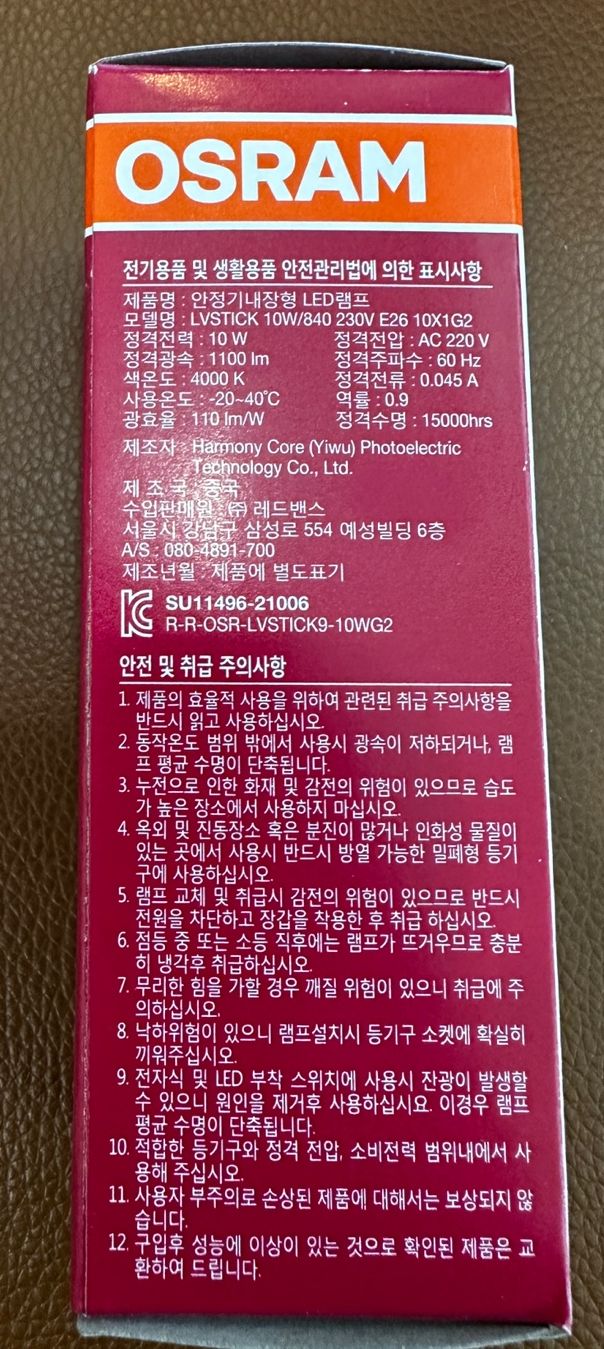 OSRAM
전기용품 및 생활용품 안전관리법에 의한 표시사항
제품명 : 안정기내장형 LED램프
모델명 : LVSTICK 10W/840 230V E26 10X1G2
정격전력 : 10 W 정격전압 : AC 220 V
정격광속 : 1100 lm 정격주파수 : 60 Hz
색온도 : 4000 K 정격전류 : 0.045 A
사용온도 : -20~40℃ 역률 : 0.9
광효율 : 110 lm/W 정격수명 : 15000hrs
제조자 : Harmony Core (Yiwu) Photoelectric
Technology Co., Ltd.
제 조 국 : 중국
수입판매원 : ㈜ 레드밴스
서울시 강남구 삼성로 554 예성빌딩 6층
A/S : 080-4891-700
제조년월 : 제품에 별도표기
SU11496-21006
R-R-OSR-LVSTICK9-10WG2
안전 및 취급 주의사항
1. 제품의 효율적 사용을 위하여 관련된 취급 주의사항을
반드시 읽고 사용하십시오.
2. 동작온도 범위 밖에서 사용시 광속이 저하되거나, 램
프 평균 수명이 단축됩니다.
3. 누전으로 인한 화재 및 감전의 위험이 있으므로 습도
가 높은 장소에서 사용하지 마십시오.
4. 옥외 및 진동장소 혹은 분진이 많거나 인화성 물질이
있는 곳에서 사용시 반드시 방열 가능한 밀폐형 등기
구에 사용하십시오.
5. 램프 교체 및 취급시 감전의 위험이 있으므로 반드시
전원을 차단하고 장갑을 착용한 후 취급 하십시오.
6. 점등 중 또는 소등 직후에는 램프가 뜨거우므로 충분
히 냉각후 취급하십시오.
7. 무리한 힘을 가할 경우 깨질 위험이 있으니 취급에 주
의하십시오.
8. 낙하위험이 있으니 램프설치시 등기구 소켓에 확실히
끼워주십시오.
9. 전자식 및 LED 부착 스위치에 사용시 잔광이 발생할
수 있으니 원인을 제거후 사용하십시요. 이경우 램프
평균 수명이 단축됩니다.
10. 적합한 등기구와 정격 전압, 소비전력 범위내에서 사
용해 주십시오.
11. 사용자 부주의로 손상된 제품에 대해서는 보상되지 않
습니다.
12. 구입후 성능에 이상이 있는 것으로 확인된 제품은 교
환하여 드립니다.